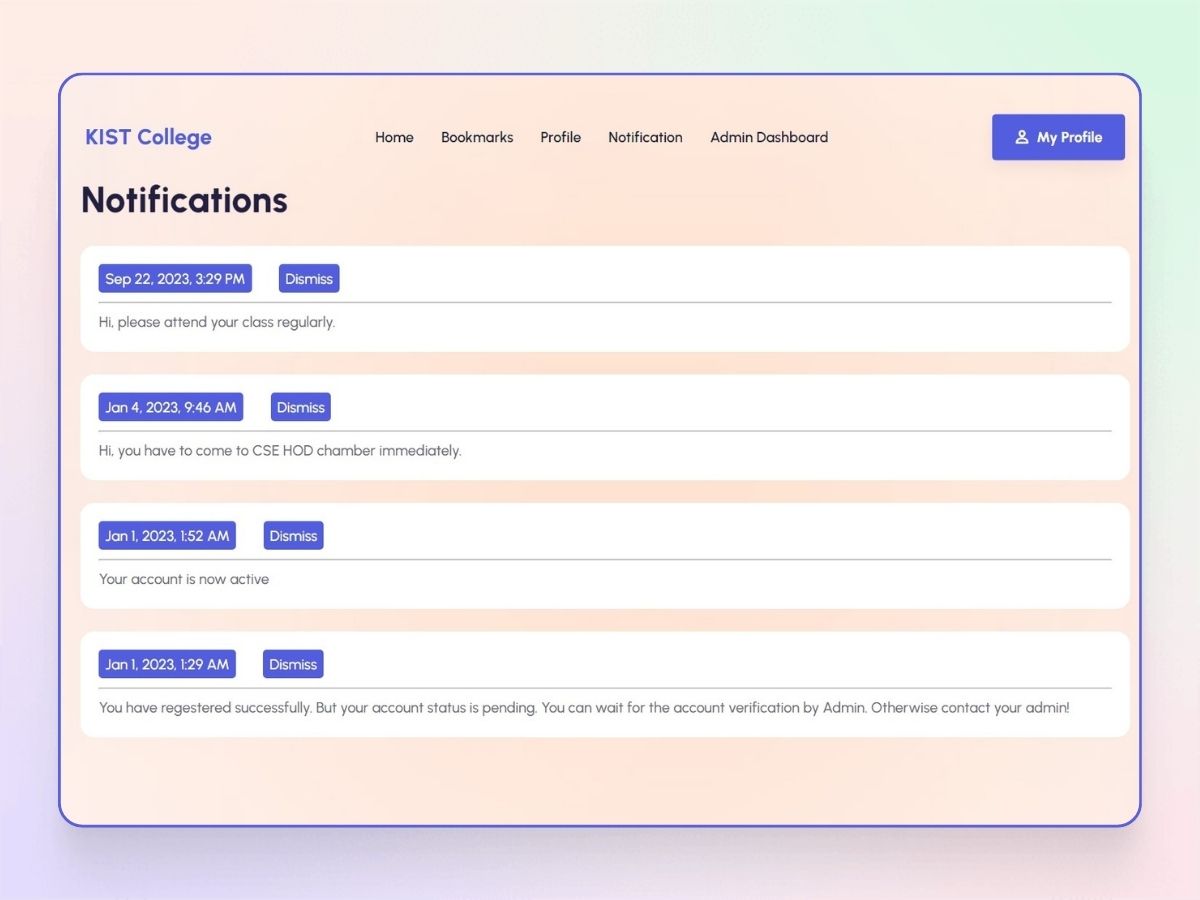 KIST College
Home Bookmarks Profile Notification Admin Dashboard
My Profile
Notifications
Sep 22, 2023, 3:29 PM Dismiss
Hi, please attend your class regularly.
Jan 4, 2023, 9:46 AM Dismiss
Hi, you have to come to CSE HOD chamber immediately.
Jan 1, 2023, 1:52 AM Dismiss
Your account is now active
Jan 1, 2023, 1:29 AM Dismiss
You have regestered successfully. But your account status is pending. You can wait for the account verification by Admin. Otherwise contact your admin!